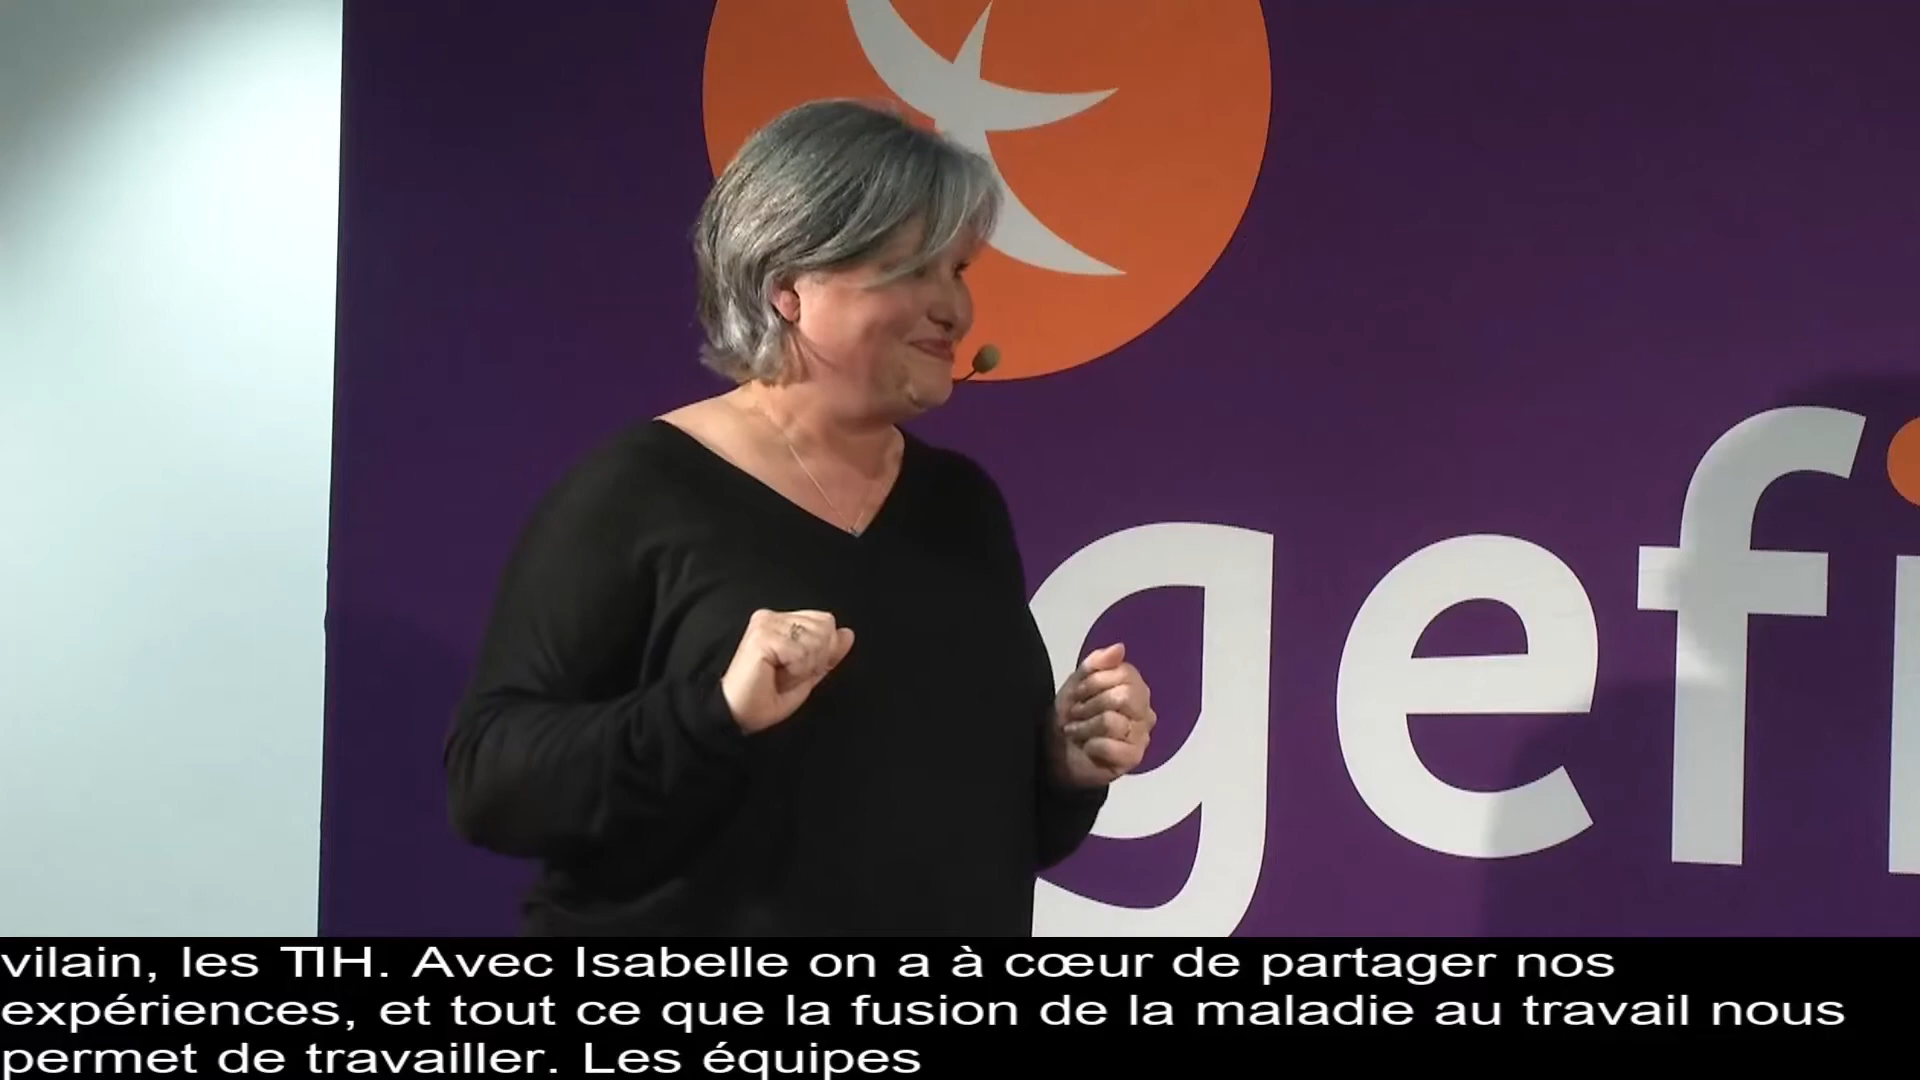 gefi
vilain, les TIH. Avec Isabelle on a à cœur de partager nos
expériences, et tout ce que la fusion de la maladie au travail nous
permet de travailler. Les équipes